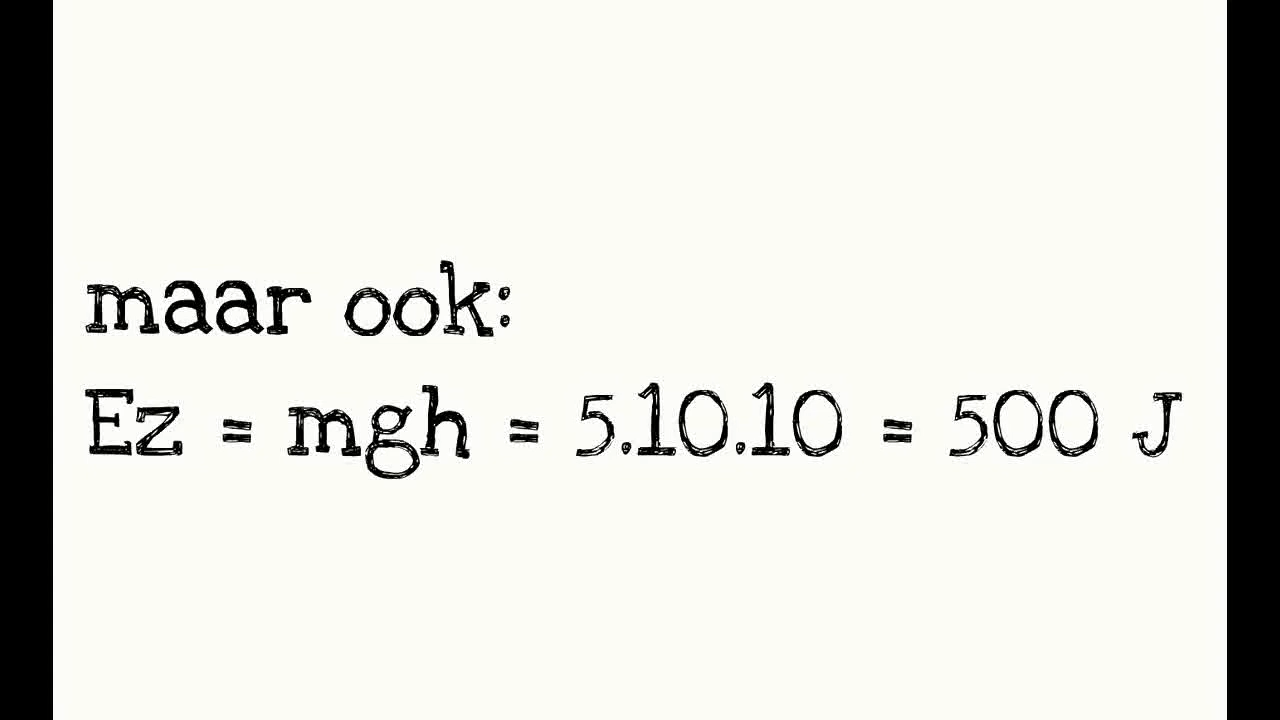 maar ook:
Ez = mgh = 5.10.10 = 500 J